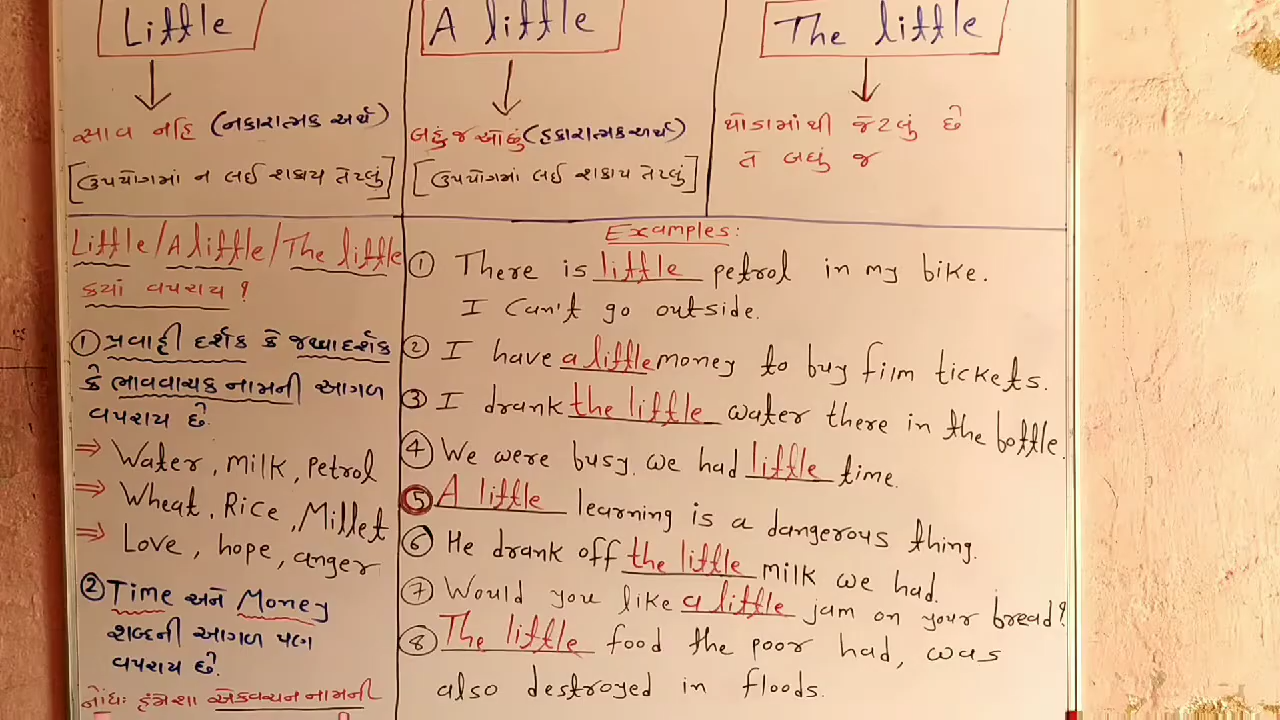 Little
સાવ નહિ (નકારાત્મક અર્થ)
[ઉપયોગમાં ન લઈ શકાય તેટલું]
A little
બહું જ ઓછું (હકારાત્મક અર્થ)
[ઉપયોગમાં લઈ શકાય તેટલું]
The little
થોડામાંથી જેટલું છે
તે બધું જ
Little/A little/The little
કયાં વપરાય ?
① પ્રવાહી દર્શક કે જથ્થાદર્શક
કે ભાવવાચક નામની આગળ
વપરાય છે.
⇒ Water, milk, petrol
⇒ Wheat, Rice, Millet
⇒ Love, hope, anger
② Time અને Money
શબ્દની આગળ પણ
વપરાય છે.
નોંધ: હંમેશા એકવચન નામની
Examples:
① There is little petrol in my bike.
I can't go outside.
② I have a little money to buy film tickets.
③ I drank the little water there in the bottle.
④ We were busy. we had little time.
⑤ A little learning is a dangerous thing.
⑥ He drank off the little milk we had.
⑦ Would you like a little jam on your bread?
⑧ The little food the poor had, was
also destroyed in floods.